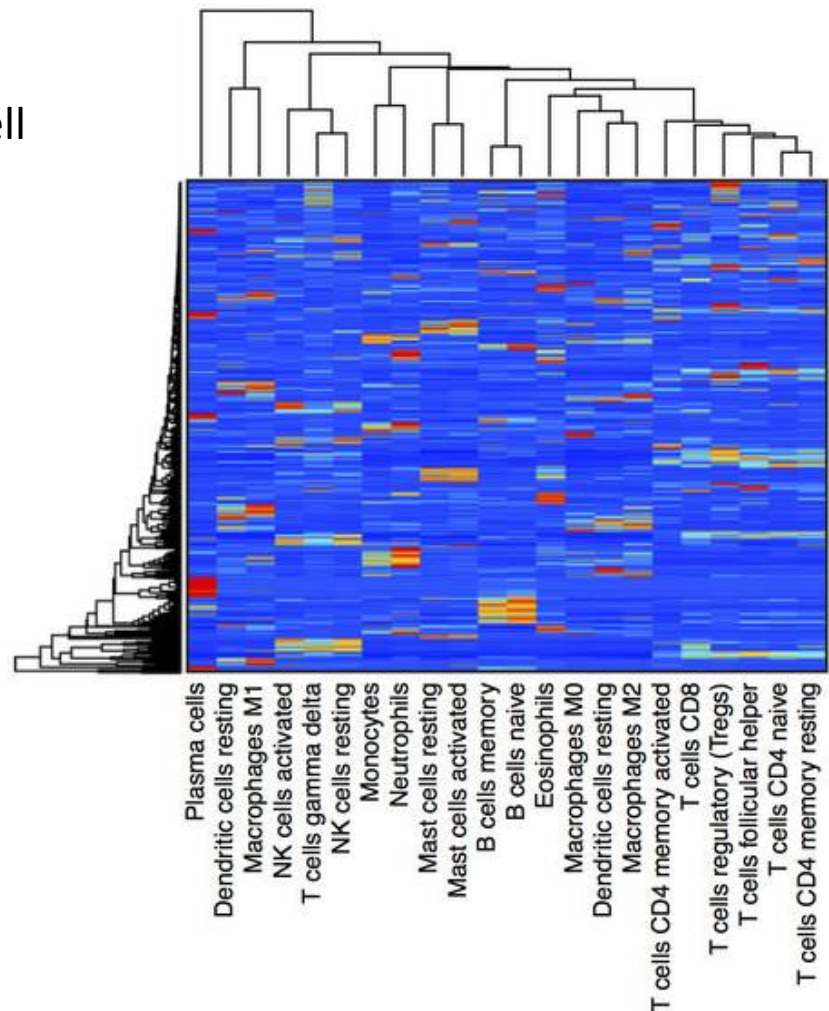 ell
Plasma cells
Dendritic cells resting
Macrophages M1
NK cells activated
T cells gamma delta
NK cells resting
Monocytes
Neutrophils
Mast cells resting
Mast cells activated
B cells memory
B cells naive
Eosinophils
Macrophages M0
Dendritic cells resting
Macrophages M2
T cells CD4 memory activated
T cells CD8
T cells regulatory (Tregs)
T cells follicular helper
T cells CD4 naive
T cells CD4 memory resting